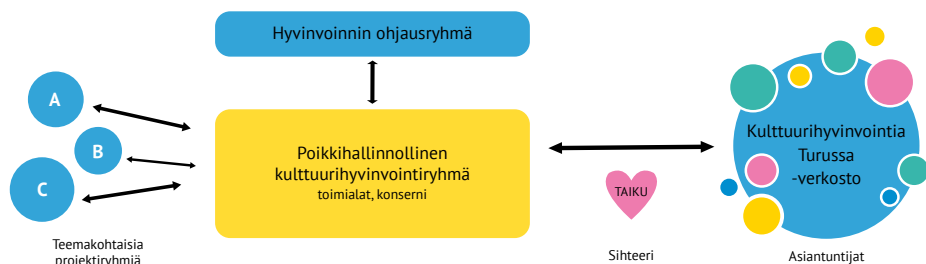 Hyvinvoinnin ohjausryhmä
A
B
C
Teemakohtaisia
projektiryhmiä
Poikkihallinnollinen
kulttuurihyvinvointiryhmä
toimialat, konserni
TAIKU
Sihteeri
Kulttuurihyvinvointia
Turussa
-verkosto
Asiantuntijat